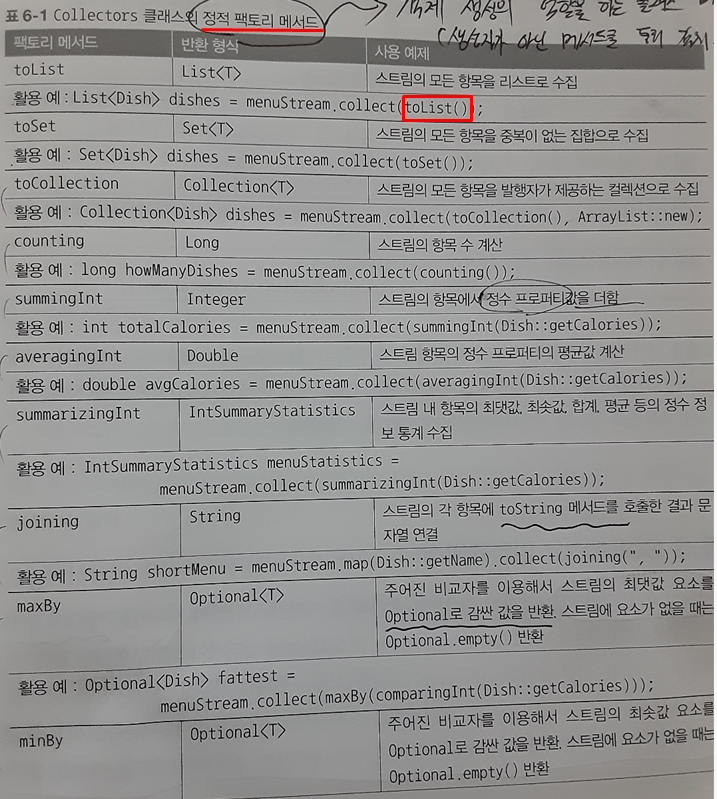 표 6-1 Collectors 클래스의 정적 팩토리 메서드
역할을 하는
아닌 메서드를
팩토리 메서드 반환 형식 사용 예제
toList List<T> 스트림의 모든 항목을 리스트로 수집
활용 예 : List<Dish> dishes = menuStream.collect(toList());
toSet Set<T> 스트림의 모든 항목을 중복이 없는 집합으로 수집
활용 예 : Set<Dish> dishes = menuStream.collect(toSet());
toCollection Collection<T> 스트림의 모든 항목을 발행자가 제공하는 컬렉션으로 수집
활용 예 : Collection<Dish> dishes = menuStream.collect(toCollection(), ArrayList::new);
counting Long 스트림의 항목 수 계산
활용 예 : long howManyDishes = menuStream.collect(counting());
summingInt Integer 스트림의 항목에서 정수 프로퍼티값을 더함
활용 예 : int totalCalories = menuStream.collect(summingInt(Dish::getCalories));
averagingInt Double 스트림 항목의 정수 프로퍼티의 평균값 계산
활용 예 : double avgCalories = menuStream.collect(averagingInt(Dish::getCalories));
summarizingInt IntSummaryStatistics 스트림 내 항목의 최댓값, 최솟값, 합계, 평균 등의 정수 정
보 통계 수집
활용 예 : IntSummaryStatistics menuStatistics =
menuStream.collect(summarizingInt(Dish::getCalories));
joining String 스트림의 각 항목에 toString 메서드를 호출한 결과 문
자열 연결
활용 예 : String shortMenu = menuStream.map(Dish::getName).collect(joining(", "));
maxBy Optional<T> 주어진 비교자를 이용해서 스트림의 최댓값 요소를
Optional로 감싼 값을 반환. 스트림에 요소가 없을 때는
Optional.empty() 반환
활용 예 : Optional<Dish> fattest =
menuStream.collect(maxBy(comparingInt(Dish::getCalories)));
minBy Optional<T> 주어진 비교자를 이용해서 스트림의 최솟값 요소를
Optional로 감싼 값을 반환. 스트림에 요소가 없을 때는
Optional.empty() 반환